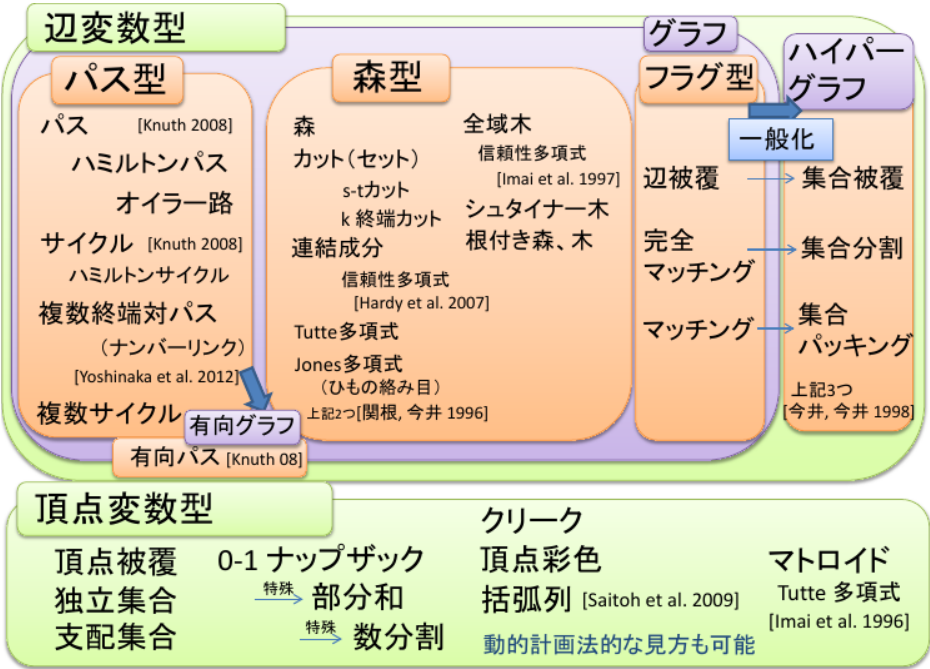 辺変数型
グラフ
ハイパー
グラフ
パス型
パス [Knuth 2008]
ハミルトンパス
オイラー路
サイクル [Knuth 2008]
ハミルトンサイクル
複数終端対パス
(ナンバーリンク)
[Yoshinaka et al. 2012]
複数サイクル
有向グラフ
有向パス [Knuth 08]
森型
森
カット(セット)
s-tカット
k 終端カット
連結成分
信頼性多項式
[Hardy et al. 2007]
Tutte多項式
Jones多項式
(ひもの絡み目)
上記2つ[関根, 今井 1996]
全域木
信頼性多項式
[Imai et al. 1997]
シュタイナー木
根付き森、木
フラグ型
一般化
辺被覆
集合被覆
完全
マッチング
集合分割
マッチング
集合
パッキング
上記3つ
[今井, 今井 1998]
頂点変数型
頂点被覆
独立集合
支配集合
0-1 ナップザック
特殊 部分和
特殊 数分割
クリーク
頂点彩色
括弧列 [Saitoh et al. 2009]
動的計画法的な見方も可能
マトロイド
Tutte 多項式
[Imai et al. 1996]